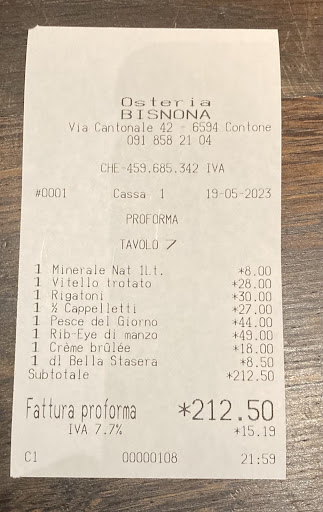 Osteria
BISNONA
Via Cantonale 42 - 6594 Contone
091 858 21 04
CHE-459.685.342 IVA
#0001 Cassa 1 19-05-2023
PROFORMA
TAVOLO 7
1 Minerale Nat 1Lt. *8.00
1 Vitello trotato *28.00
1 Rigatoni *30.00
1 ½ Cappelletti *27.00
1 Pesce del Giorno *44.00
1 Rib-Eye di manzo *49.00
1 Crème brûlée *18.00
1 dl Bella Stasera *8.50
Subtotale *212.50
Fattura proforma *212.50
IVA 7.7% *15.19
C1 00000108 21:59